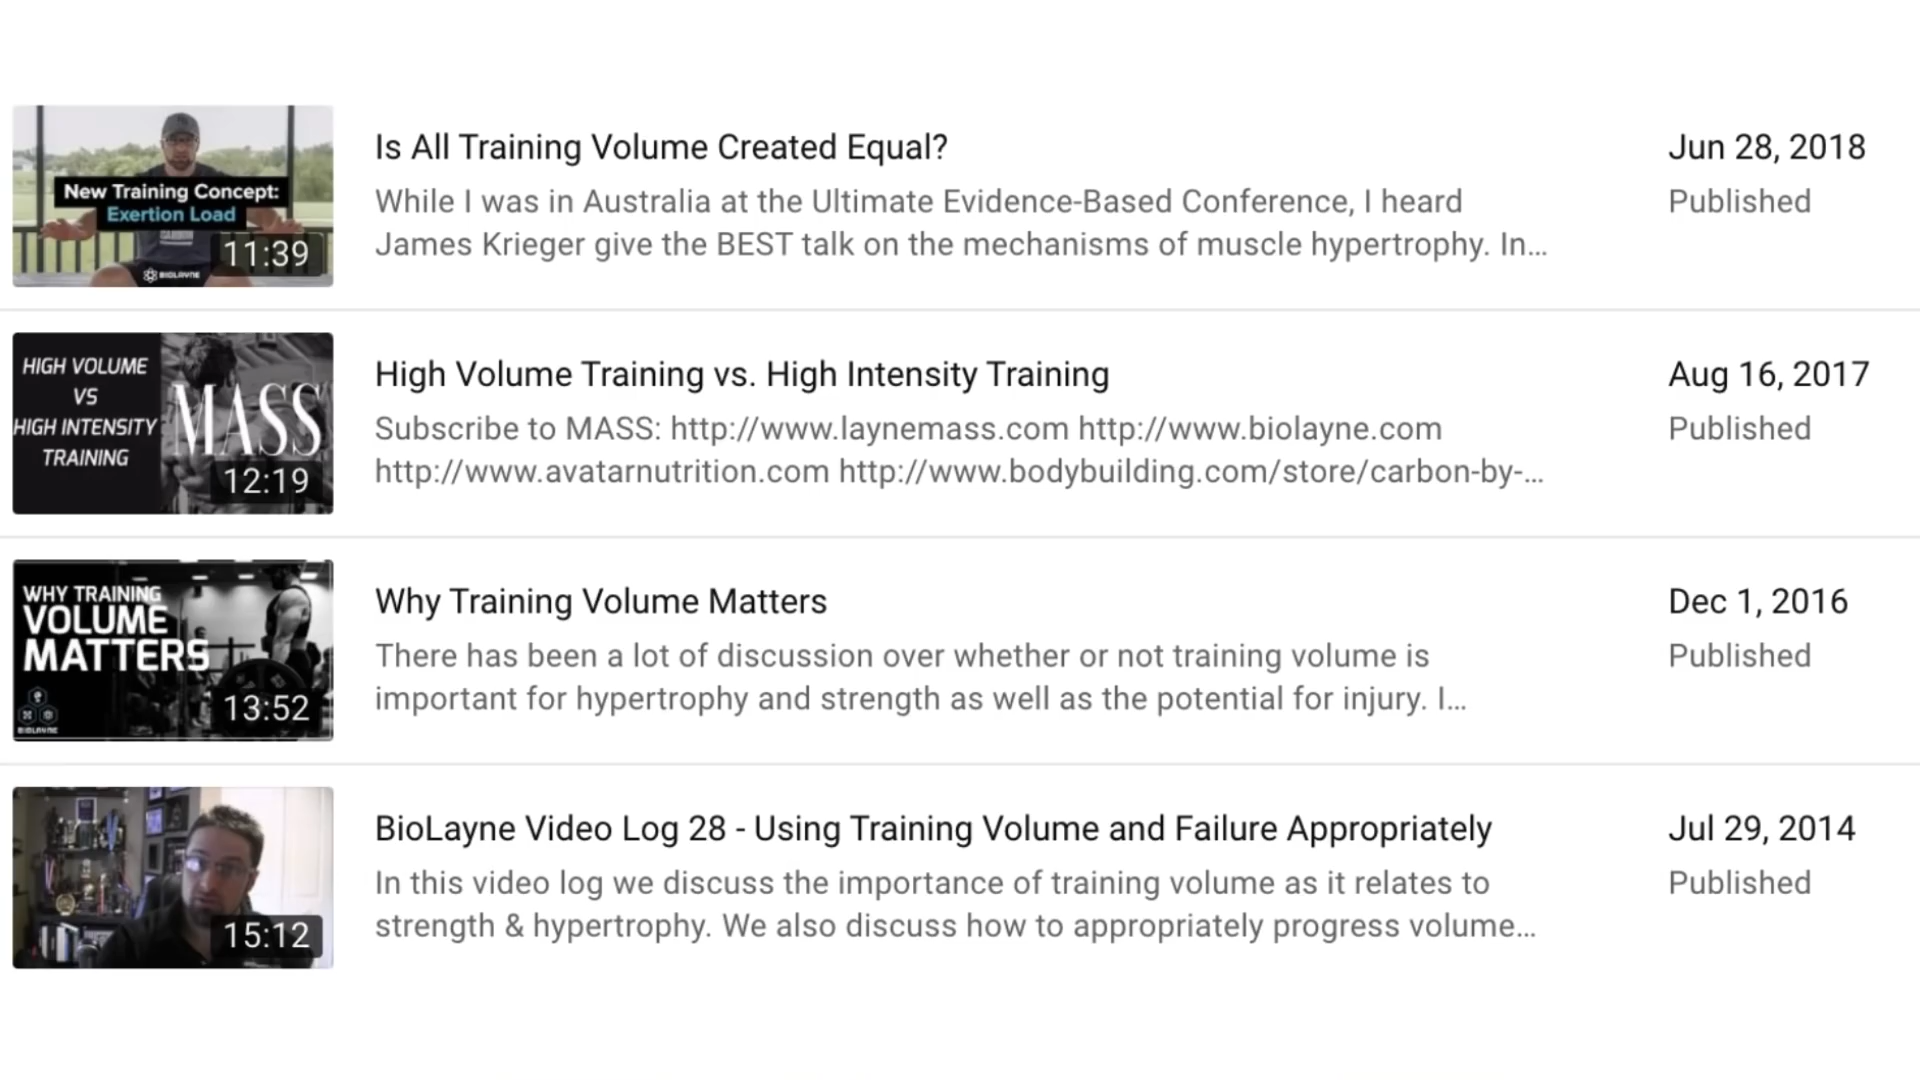 New Training Concept:
Exertion Load
BIOLAYNE
11:39
Is All Training Volume Created Equal?
While I was in Australia at the Ultimate Evidence-Based Conference, I heard
James Krieger give the BEST talk on the mechanisms of muscle hypertrophy. In…
Jun 28, 2018
Published
HIGH VOLUME
VS
HIGH INTENSITY
TRAINING
MASS
12:19
High Volume Training vs. High Intensity Training
Subscribe to MASS: http://www.laynemass.com http://www.biolayne.com
http://www.avatarnutrition.com http://www.bodybuilding.com/store/carbon-by-…
Aug 16, 2017
Published
WHY TRAINING
VOLUME
MATTERS
BIOLAYNE
13:52
Why Training Volume Matters
There has been a lot of discussion over whether or not training volume is
important for hypertrophy and strength as well as the potential for injury. I…
Dec 1, 2016
Published
15:12
BioLayne Video Log 28 - Using Training Volume and Failure Appropriately
In this video log we discuss the importance of training volume as it relates to
strength & hypertrophy. We also discuss how to appropriately progress volume…
Jul 29, 2014
Published